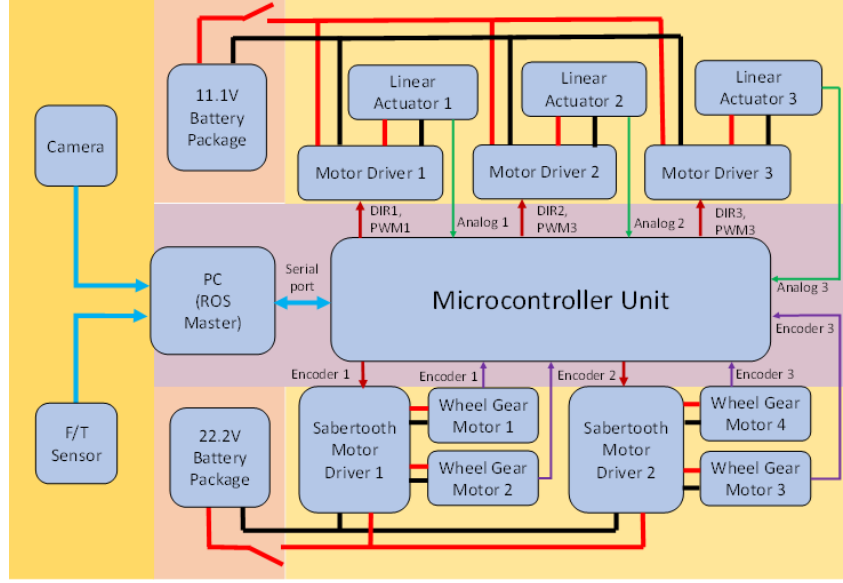 11.1V
Battery
Package
Linear
Actuator 1
Linear
Actuator 2
Linear
Actuator 3
Camera
Motor Driver 1
Motor Driver 2
Motor Driver 3
DIR1,
PWM1
Analog 1
DIR2,
PWM3
Analog 2
DIR3,
PWM3
PC
(ROS
Master)
Serial
port
Microcontroller Unit
Analog 3
Encoder 3
Encoder 1
Encoder 1
Encoder 2
Encoder 3
F/T
Sensor
22.2V
Battery
Package
Sabertooth
Motor
Driver 1
Wheel Gear
Motor 1
Wheel Gear
Motor 2
Sabertooth
Motor
Driver 2
Wheel Gear
Motor 4
Wheel Gear
Motor 3